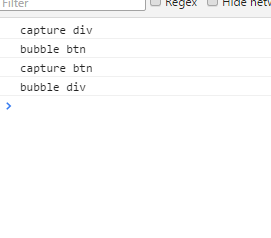 Filter Regex Hide netw
capture div
bubble btn
capture btn
bubble div
>